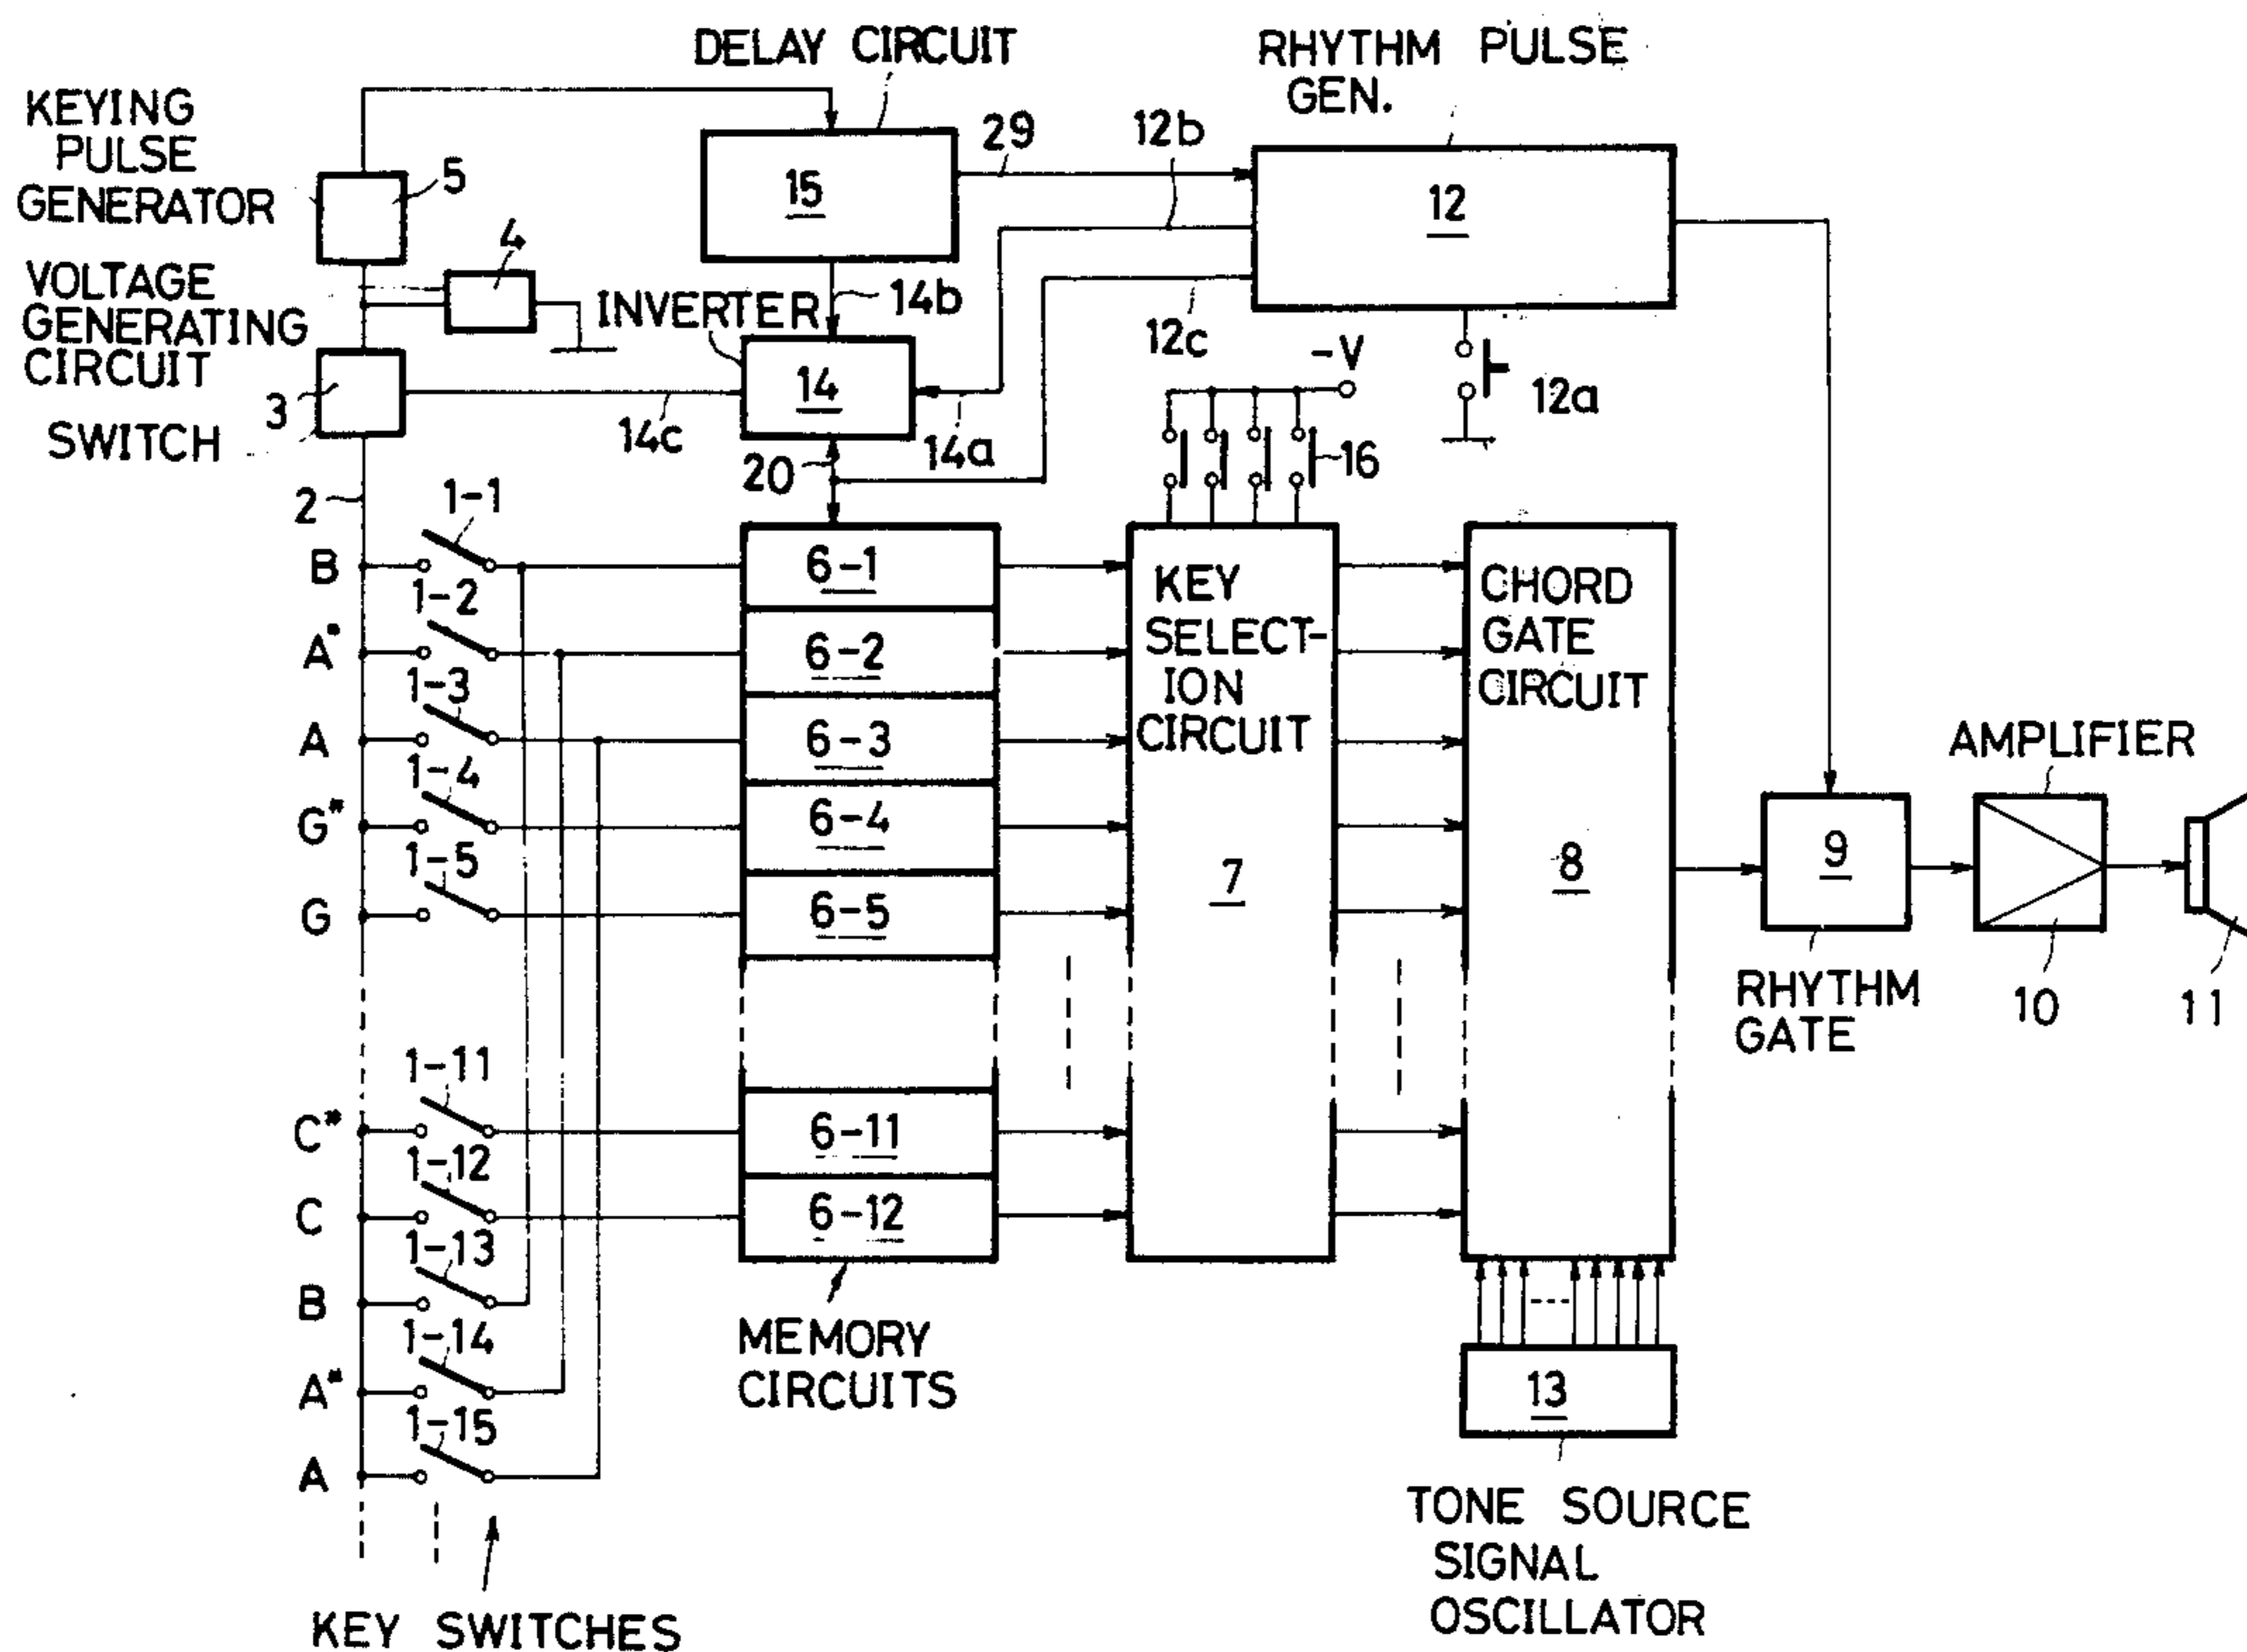 DELAY CIRCUIT
RHYTHM PULSE
GEN.
KEYING
PULSE
GENERATOR
5
15
29
12b
12
4
VOLTAGE
GENERATING
CIRCUIT
INVERTER
14b
12c
-V
12a
3
SWITCH
14
14c
14a
20
16
2
1-1
B
6-1
KEY
SELECT-
ION
CIRCUIT
7
CHORD
GATE
CIRCUIT
8
1-2
A*
6-2
1-3
A
6-3
1-4
G*
6-4
1-5
G
6-5
AMPLIFIER
9
RHYTHM
GATE
10
11
1-11
C*
6-11
1-12
C
6-12
1-13
B
1-14
A*
1-15
A
MEMORY
CIRCUITS
13
TONE SOURCE
SIGNAL
OSCILLATOR
KEY SWITCHES